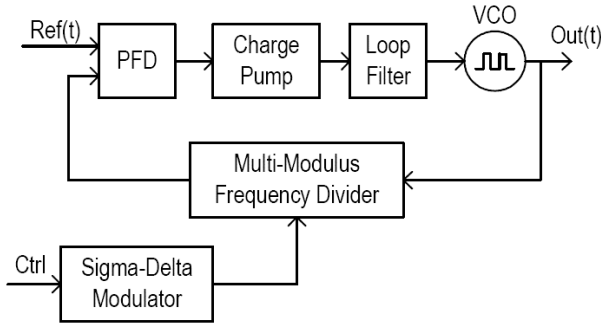 VCO
Ref(t)
Out(t)
PFD
Charge
Pump
Loop
Filter
Multi-Modulus
Frequency Divider
Ctrl
Sigma-Delta
Modulator